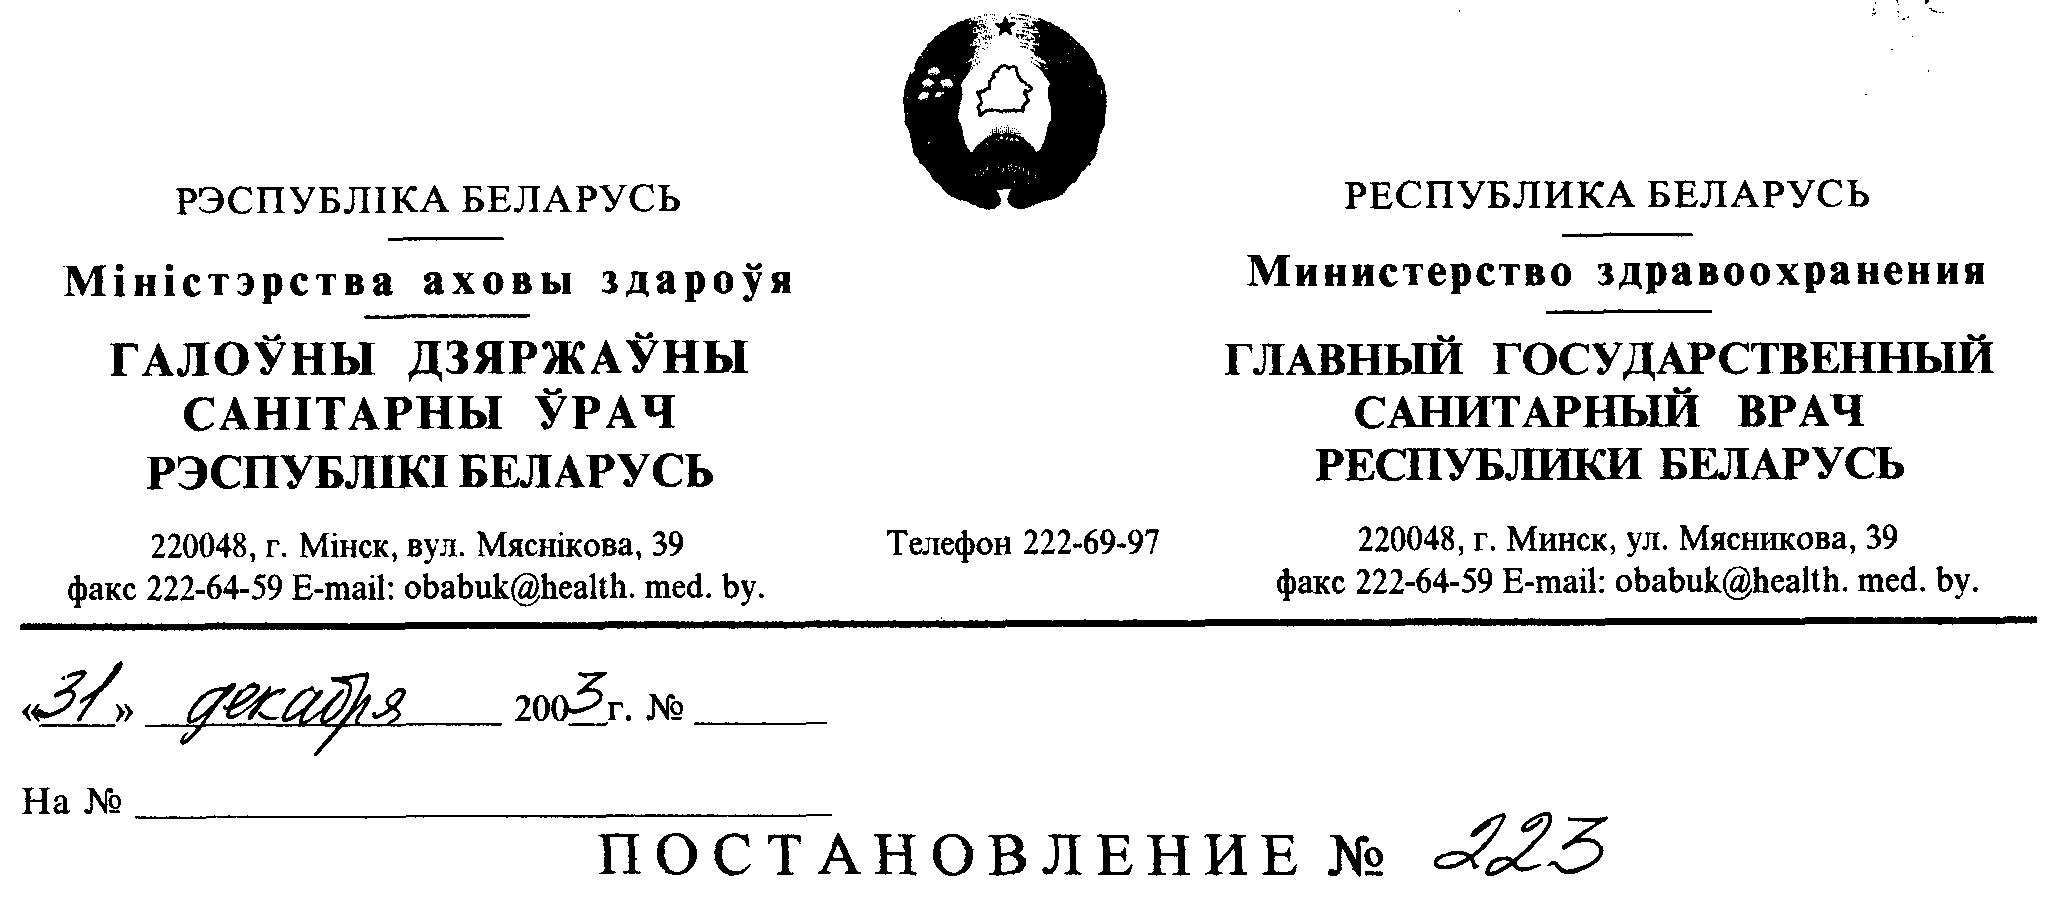 РЭСПУБЛІКА БЕЛАРУСЬ
Міністэрства аховы здароўя
ГАЛОЎНЫ ДЗЯРЖАЎНЫ
САНІТАРНЫ ЎРАЧ
РЭСПУБЛІКІ БЕЛАРУСЬ
220048, г. Мінск, вул. Мяснікова, 39
факс 222-64-59 E-mail: obabuk@health. med. by.
Телефон 222-69-97
РЕСПУБЛИКА БЕЛАРУСЬ
Министерство здравоохранения
ГЛАВНЫЙ ГОСУДАРСТВЕННЫЙ
САНИТАРНЫЙ ВРАЧ
РЕСПУБЛИКИ БЕЛАРУСЬ
220048, г. Минск, ул. Мясникова, 39
факс 222-64-59 E-mail: obabuk@health. med. by.
«31» декабря 2003г. №
На №
ПОСТАНОВЛЕНИЕ № 223